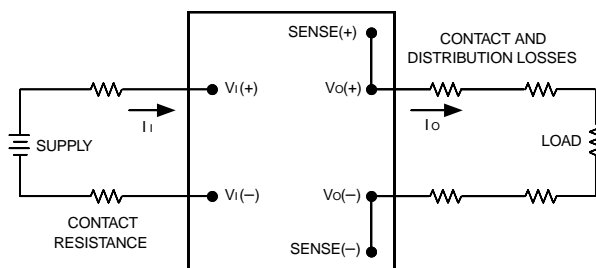 SENSE(+)
CONTACT AND
DISTRIBUTION LOSSES
VI(+)
VO(+)
II
IO
SUPPLY
LOAD
VI(–)
VO(–)
CONTACT
RESISTANCE
SENSE(–)